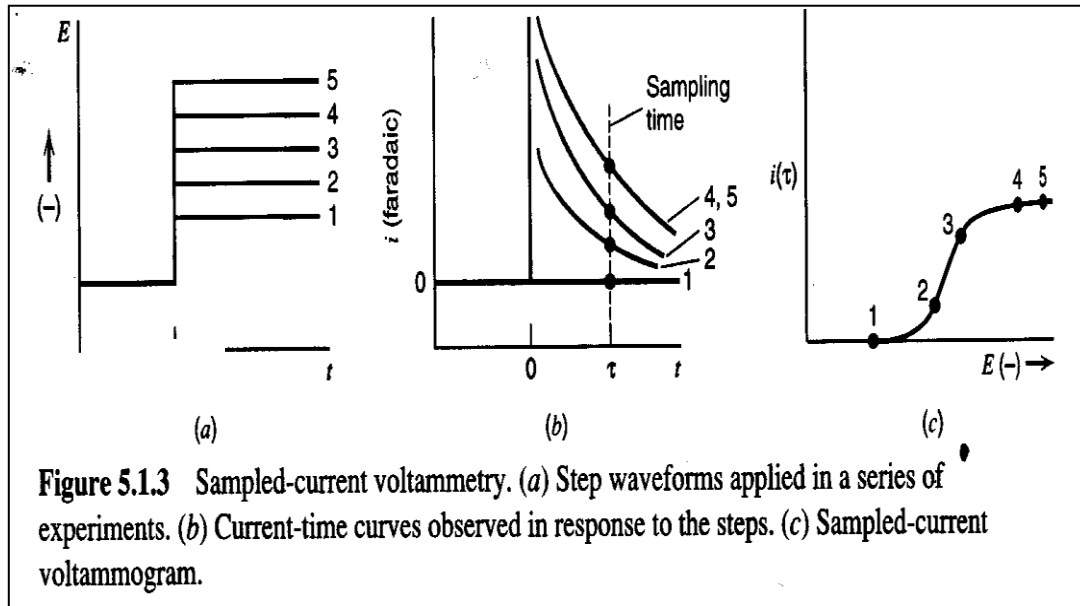 E
(–)
5
4
3
2
1
t
(a)
i (faradaic)
0
Sampling
time
4, 5
3
2
1
0
τ
t
(b)
i(τ)
1
2
3
4
5
E (–)
(c)
Figure 5.1.3 Sampled-current voltammetry. (a) Step waveforms applied in a series of
experiments. (b) Current-time curves observed in response to the steps. (c) Sampled-current
voltammogram.